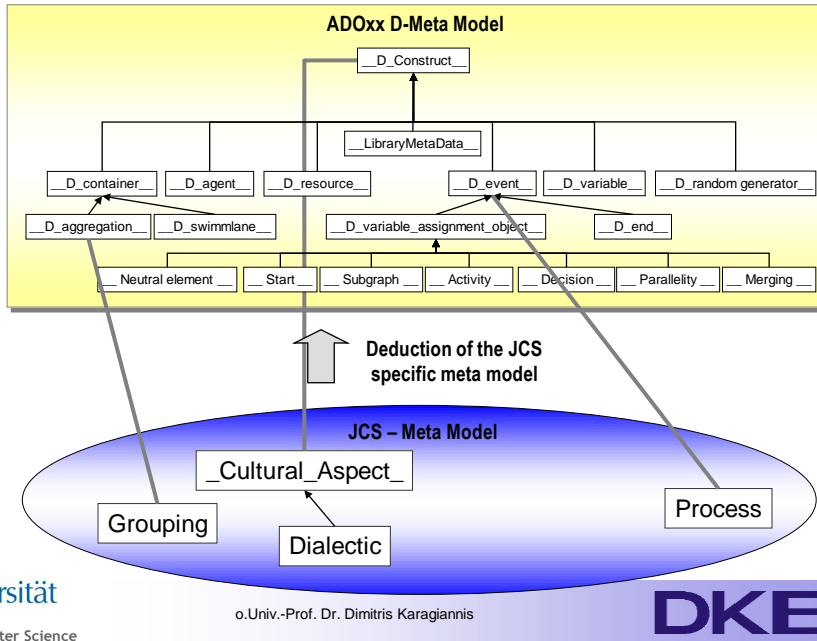 ADOxx D-Meta Model
__D_Construct__
__LibraryMetaData__
__D_container__ __D_agent__ __D_resource__ __D_event__ __D_variable__ __D_random generator__
__D_aggregation__ __D_swimmlane__ __D_variable_assignment_object__ __D_end__
__ Neutral element __ __ Start __ __ Subgraph __ __ Activity __ __ Decision __ __ Parallelity __ __ Merging __
Deduction of the JCS
specific meta model
JCS – Meta Model
_Cultural_Aspect_
Grouping
Process
Dialectic
rsität
o.Univ.-Prof. Dr. Dimitris Karagiannis
DKE
ter Science